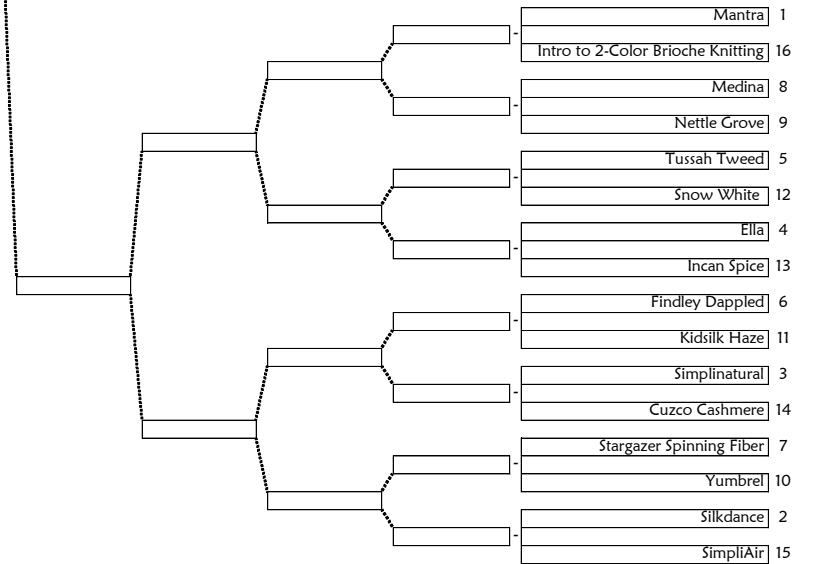 Mantra 1
Intro to 2-Color Brioche Knitting 16
Medina 8
Nettle Grove 9
Tussah Tweed 5
Snow White 12
Ella 4
Incan Spice 13
Findley Dappled 6
Kidsilk Haze 11
Simplinatural 3
Cuzco Cashmere 14
Stargazer Spinning Fiber 7
Yumbrel 10
Silkdance 2
SimpliAir 15